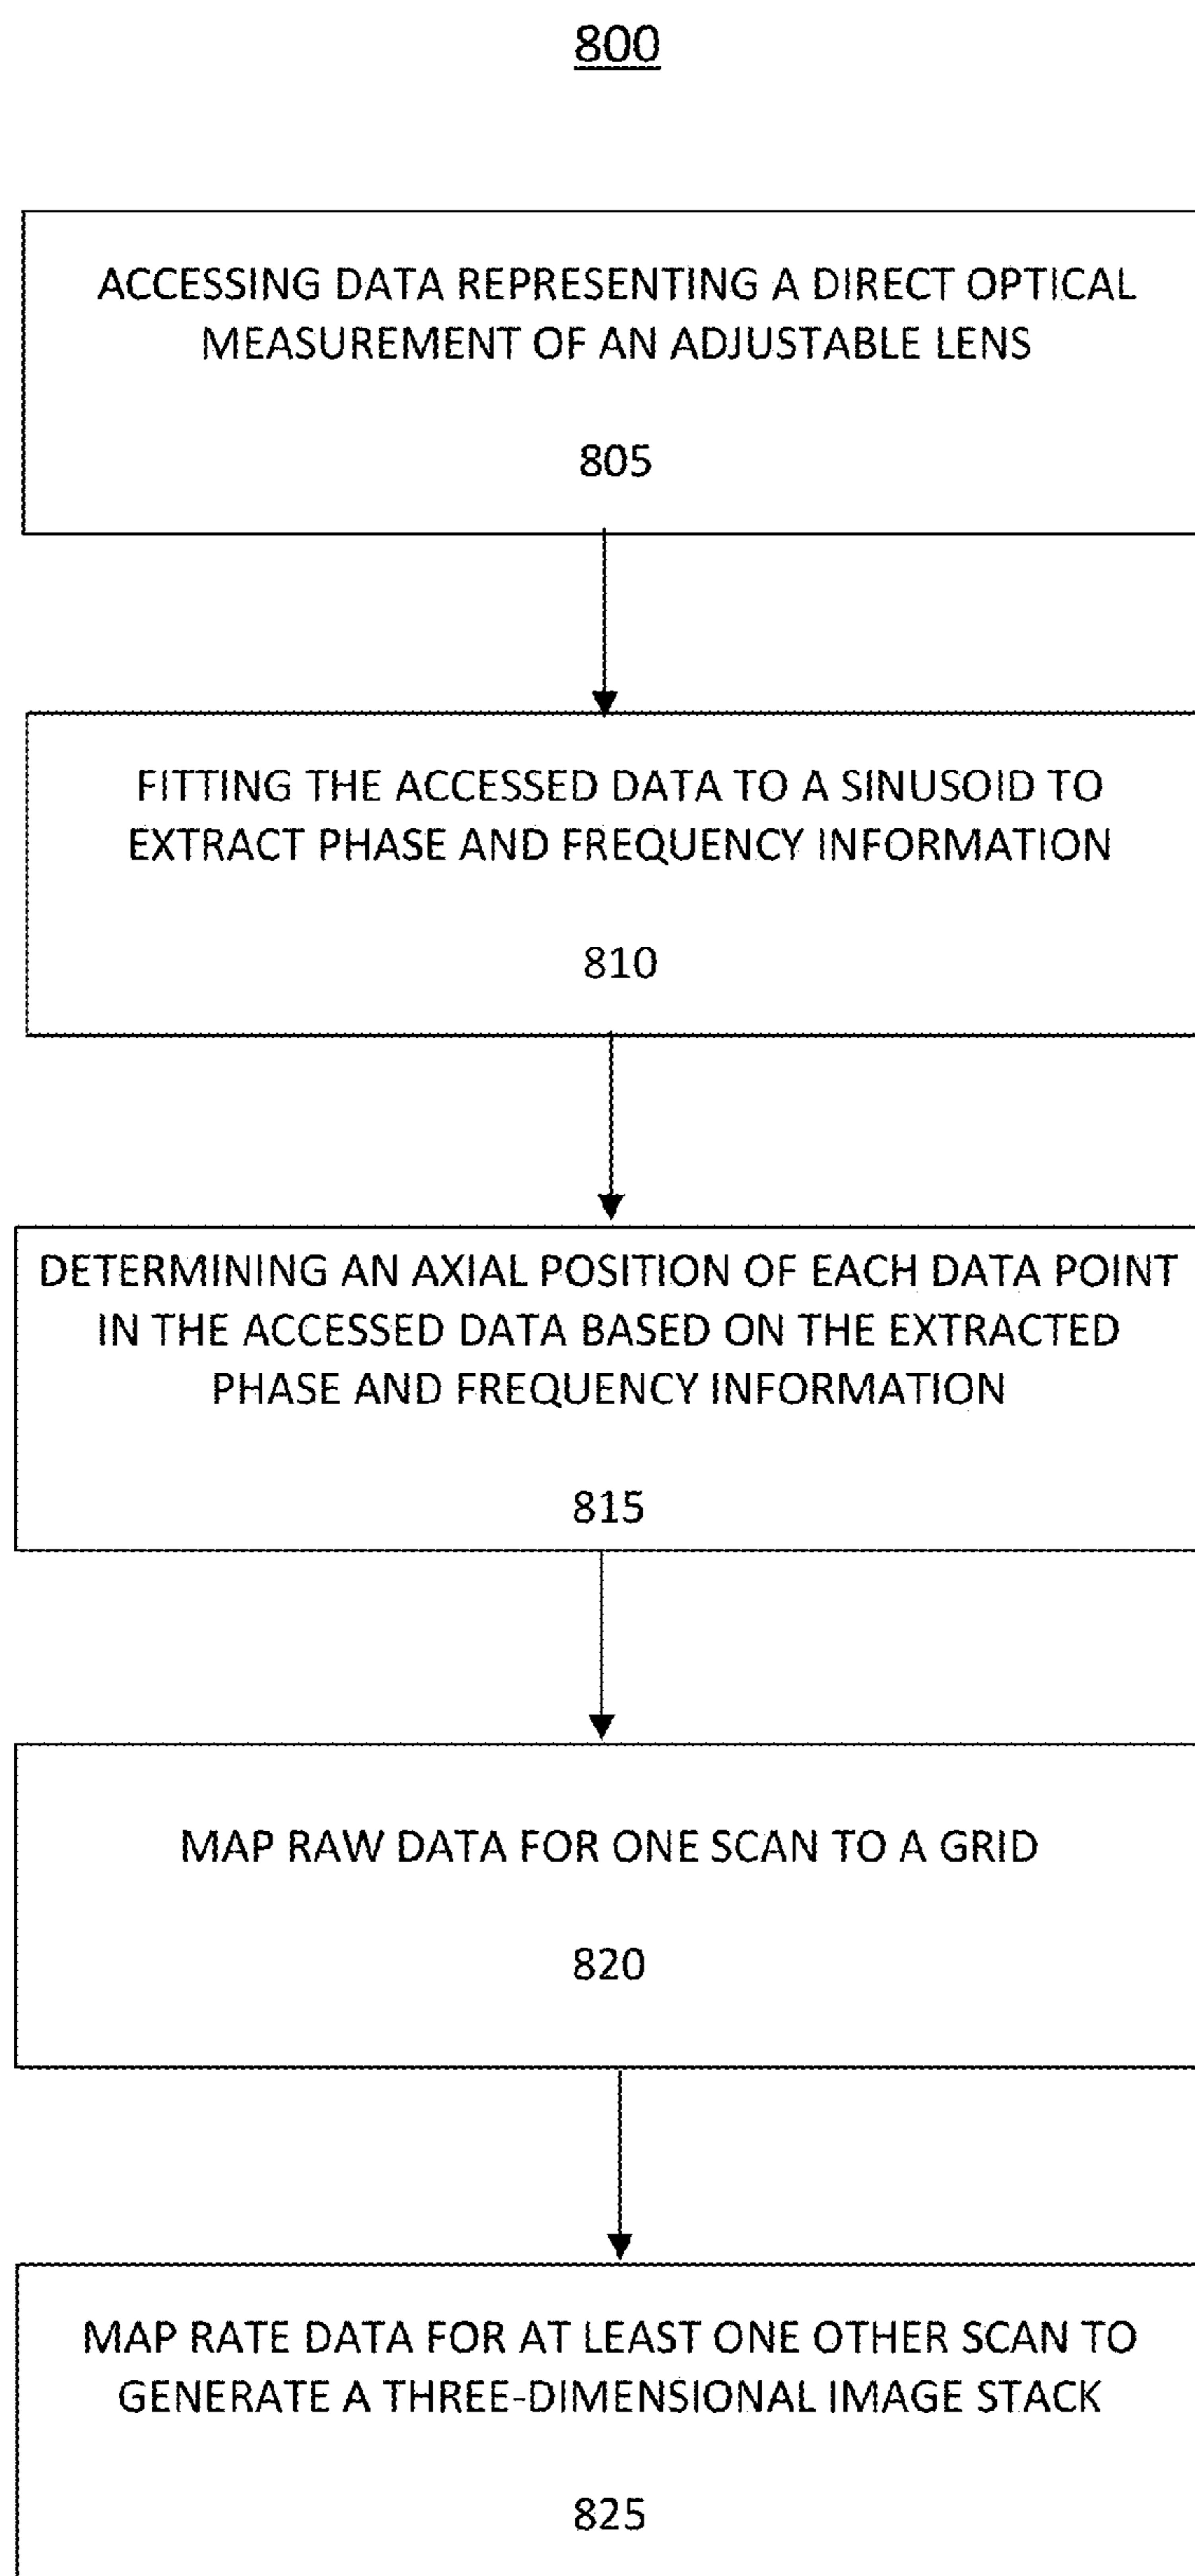 800
ACCESSING DATA REPRESENTING A DIRECT OPTICAL
MEASUREMENT OF AN ADJUSTABLE LENS
805
FITTING THE ACCESSED DATA TO A SINUSOID TO
EXTRACT PHASE AND FREQUENCY INFORMATION
810
DETERMINING AN AXIAL POSITION OF EACH DATA POINT
IN THE ACCESSED DATA BASED ON THE EXTRACTED
PHASE AND FREQUENCY INFORMATION
815
MAP RAW DATA FOR ONE SCAN TO A GRID
820
MAP RATE DATA FOR AT LEAST ONE OTHER SCAN TO
GENERATE A THREE-DIMENSIONAL IMAGE STACK
825